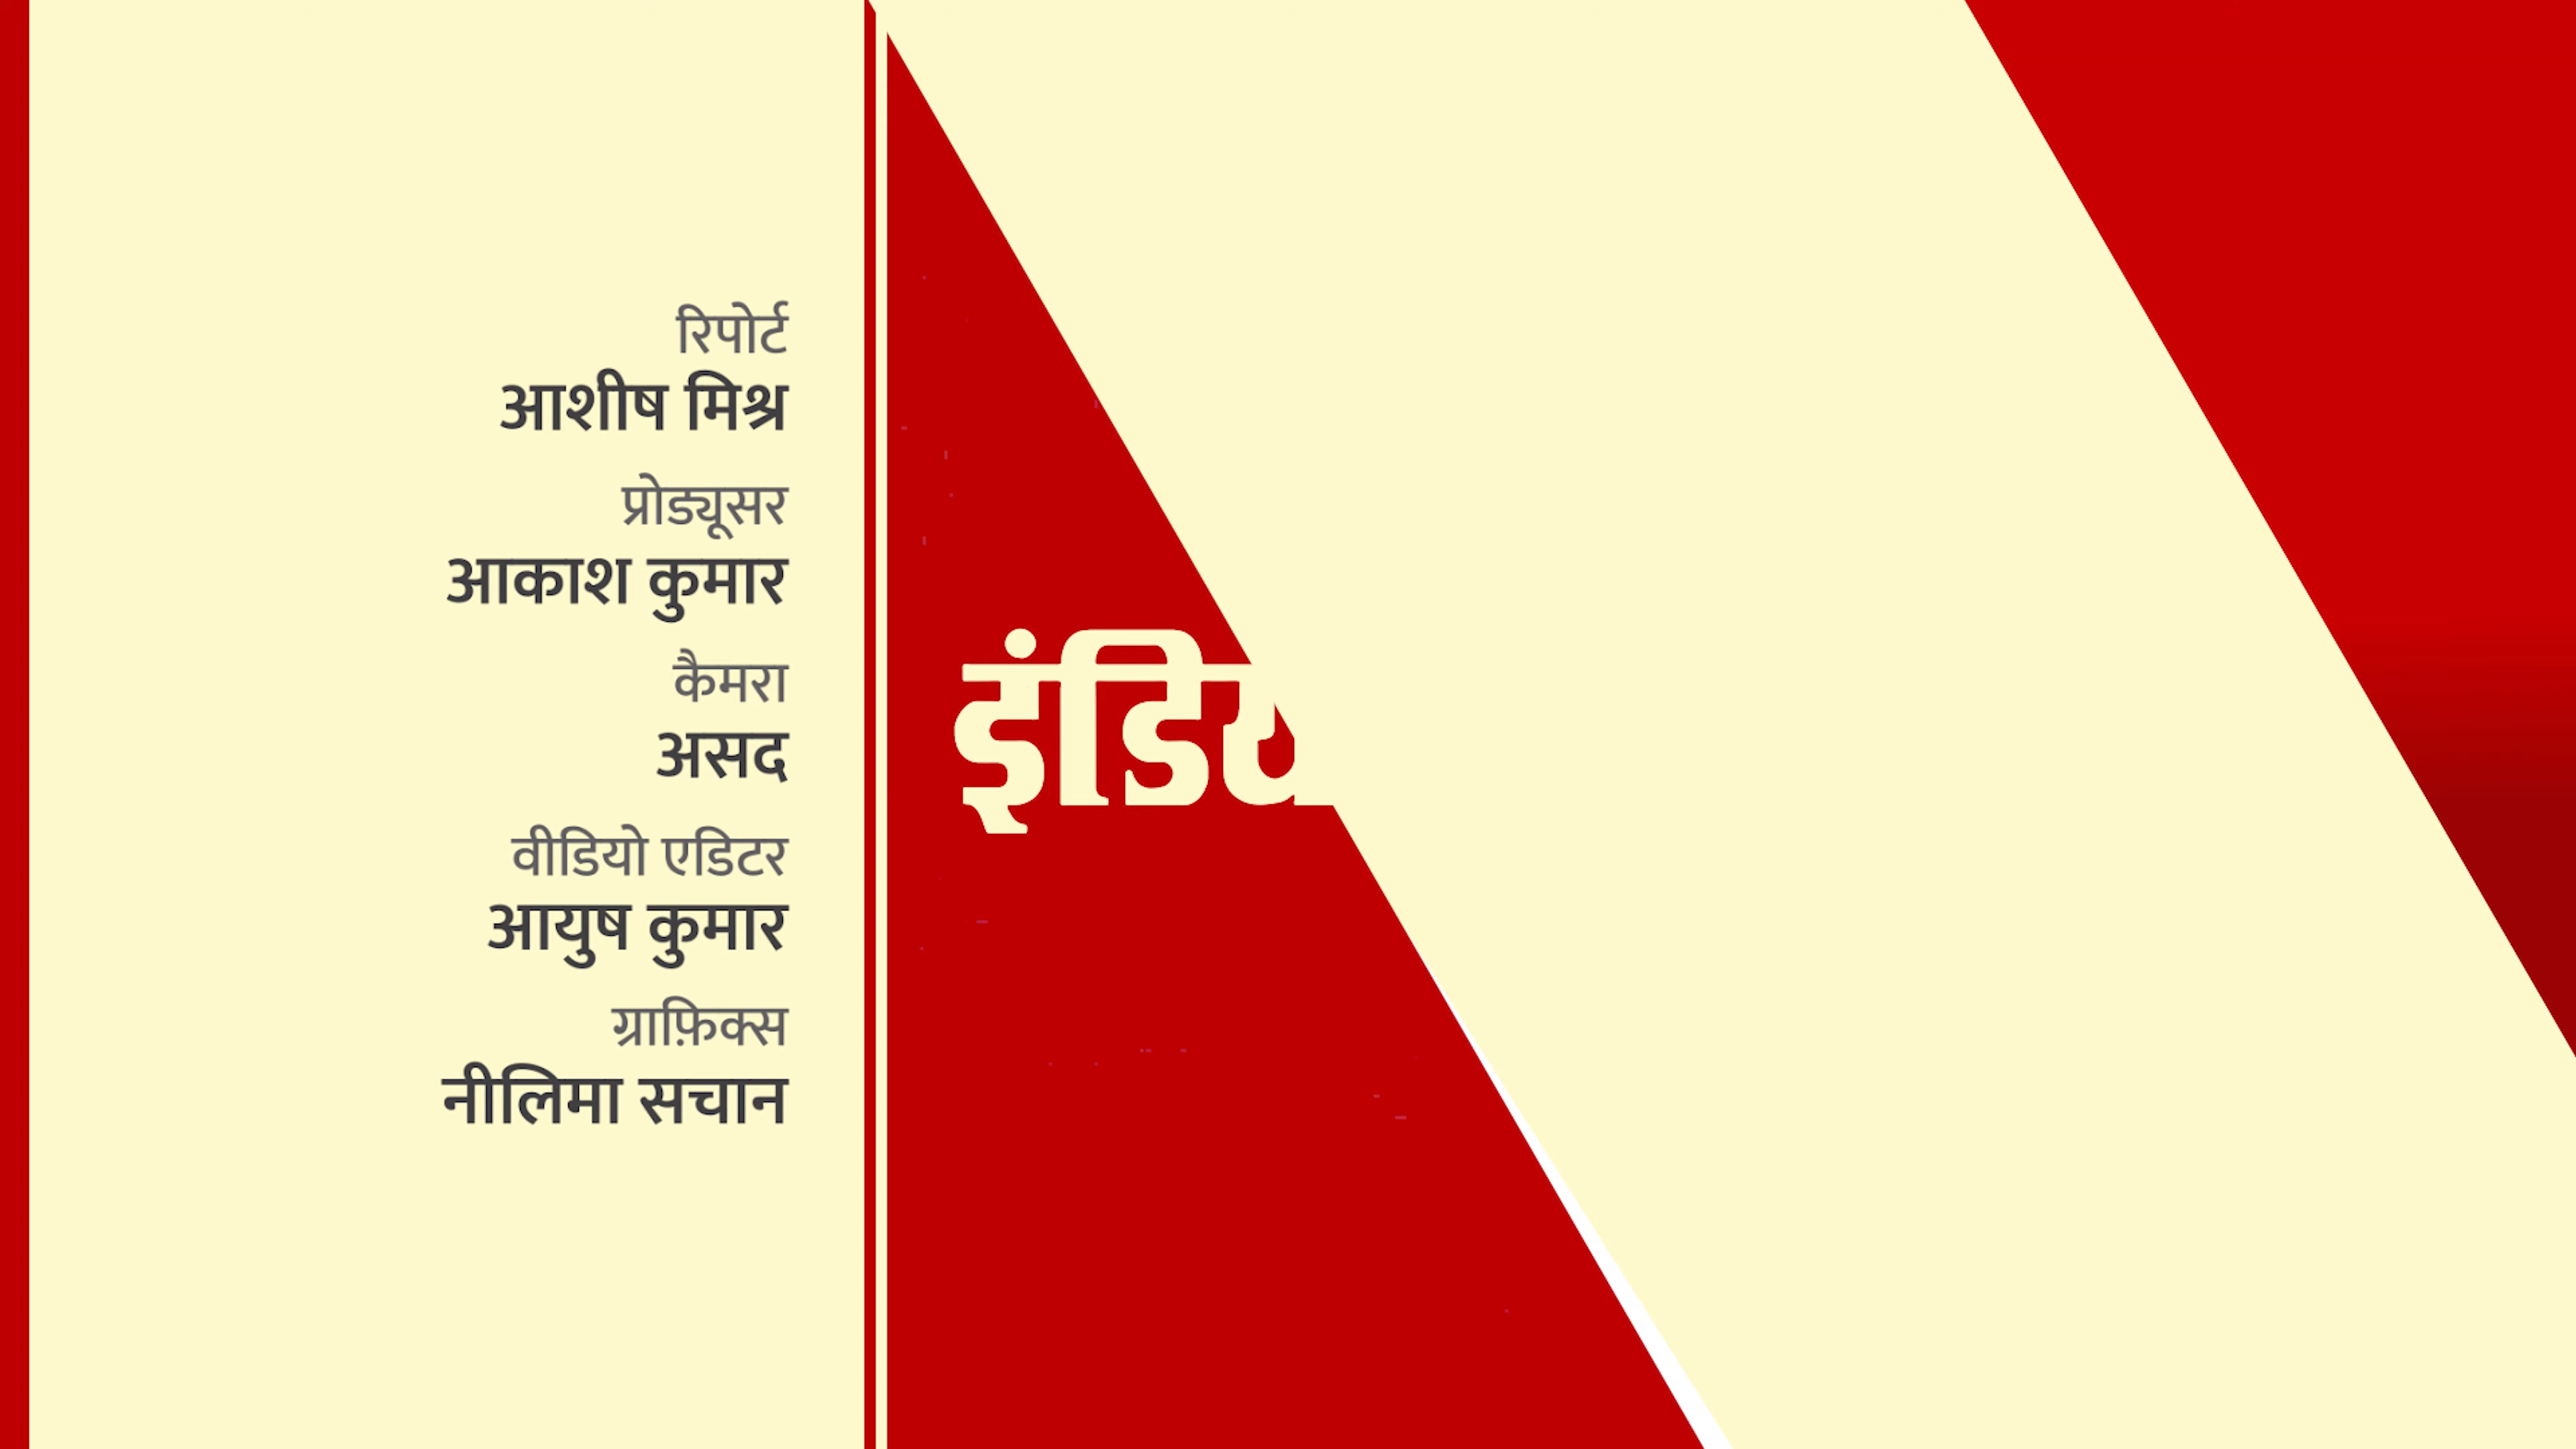 रिपोर्ट
आशीष मिश्र
प्रोड्यूसर
आकाश कुमार
कैमरा
असद
वीडियो एडिटर
आयुष कुमार
ग्राफ़िक्स
नीलिमा सचान